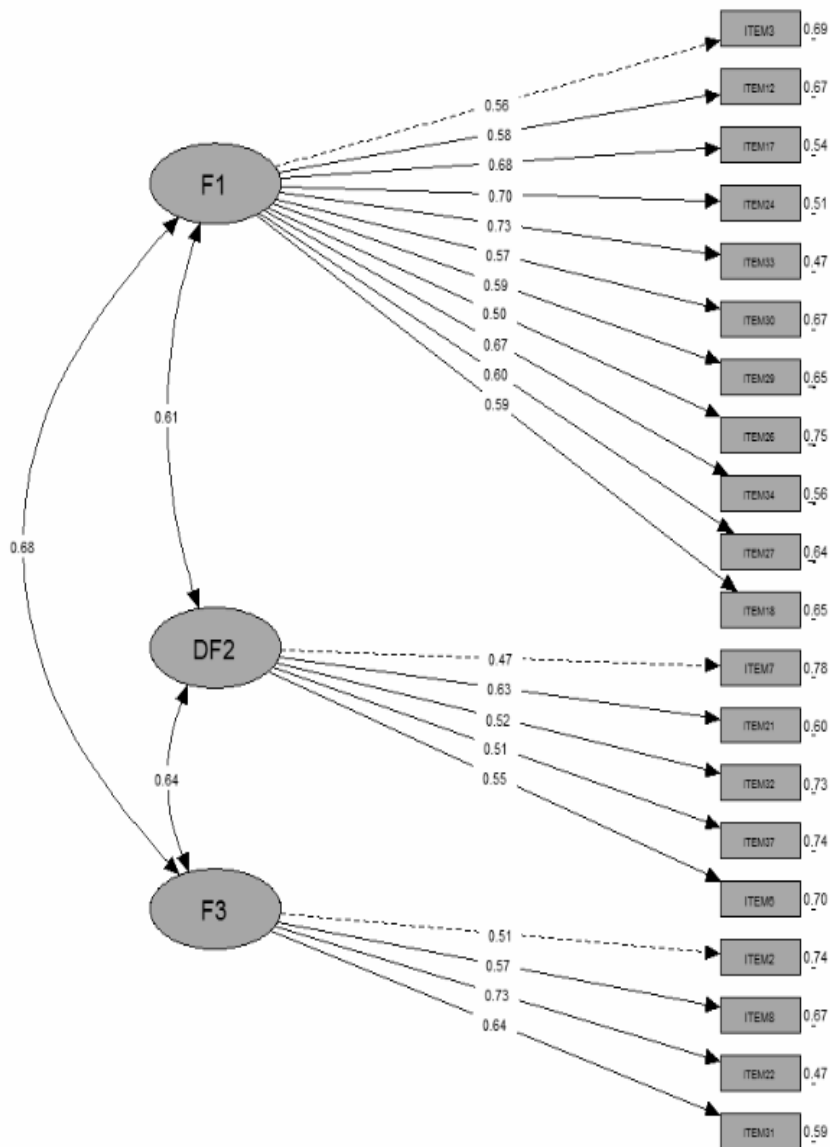 ITEM3 0.69
0.56
ITEM12 0.67
0.58
ITEM17 0.54
0.68
F1
0.70
ITEM24 0.51
0.73
ITEM33 0.47
0.57
0.59
ITEM30 0.67
0.50
0.67
ITEM29 0.65
0.60
0.59
0.61
ITEM26 0.75
ITEM34 0.56
0.68
ITEM27 0.64
ITEM18 0.65
DF2
0.47
ITEM7 0.78
0.63
0.52
ITEM21 0.60
0.51
0.55
0.64
ITEM32 0.73
ITEM37 0.74
ITEM6 0.70
F3
0.51
ITEM2 0.74
0.57
0.73
ITEM8 0.67
0.64
ITEM22 0.47
ITEM31 0.59